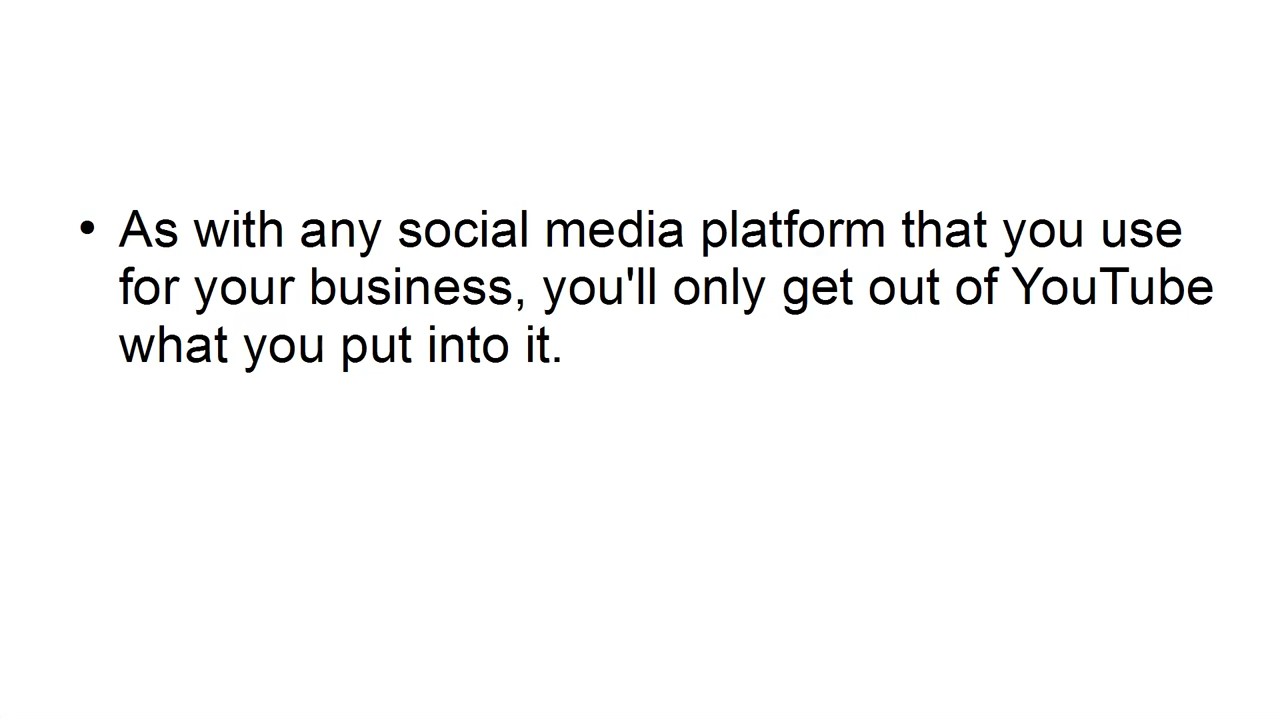 • As with any social media platform that you use
for your business, you'll only get out of YouTube
what you put into it.